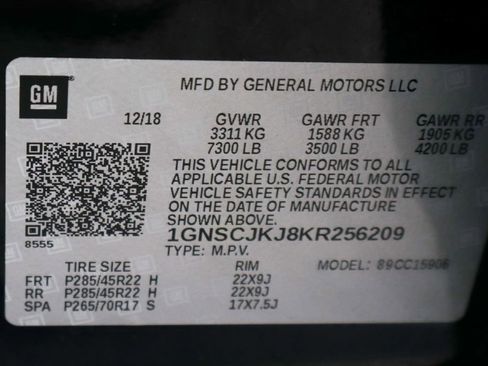 GM
MFD BY GENERAL MOTORS LLC
12/18 GVWR GAWR FRT GAWR RR
3311 KG 1588 KG 1905 KG
7300 LB 3500 LB 4200 LB
THIS VEHICLE CONFORMS TO ALL
APPLICABLE U.S. FEDERAL MOTOR
VEHICLE SAFETY STANDARDS IN EFFECT
ON THE DATE OF MANUFACTURE
SHOWN ABOVE.
8555
1GNSCJKJ8KR256209
TYPE: M.P.V. MODEL: 89CC15906
TIRE SIZE RIM
FRT P285/45R22 H 22X9J
RR P285/45R22 H 22X9J
SPA P265/70R17 S 17X7.5J